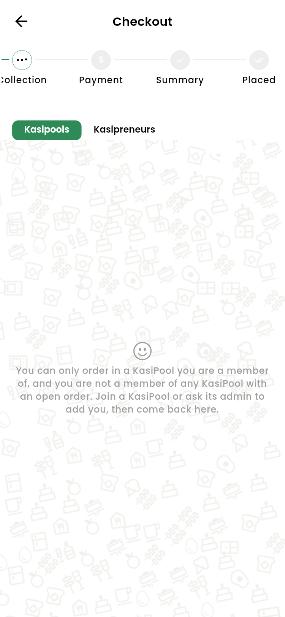 Checkout
Collection Payment Summary Placed
Kasipools Kasipreneurs
You can only order in a KasiPool you are a member
of, and you are not a member of any KasiPool with
an open order. Join a KasiPool or ask its admin to
add you, then come back here.